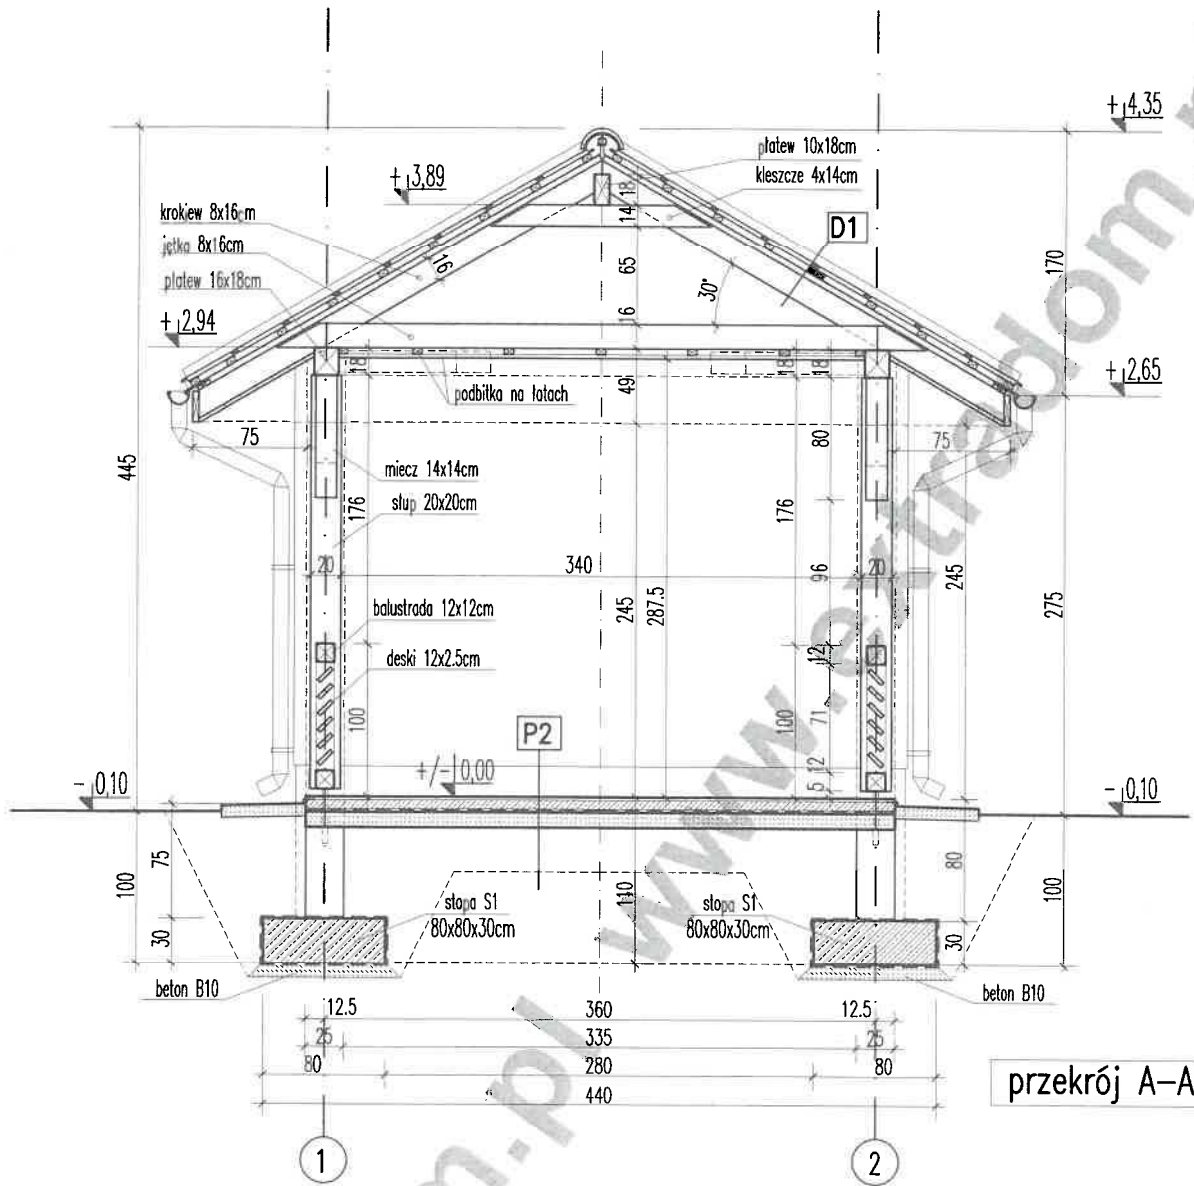 +4,35
płatew 10x18cm
+3,89
kleszcze 4x14cm
18
14
krokiew 8x16cm
D1
jętka 8x16cm
16
65
170
płatew 16x18cm
30°
16
+2,94
18
49
18
18
+2,65
podbitka na łatach
445
75
80
75
miecz 14x14cm
176
176
słup 20x20cm
20
340
96
20
245
287.5
245
275
balustrada 12x12cm
12
deski 12x2.5cm
100
100
71
P2
+/- 0,00
12
5
-0,10
-0,10
75
80
100
110
100
stopa S1
80x80x30cm
stopa S1
80x80x30cm
30
30
beton B10
beton B10
12.5
360
12.5
25
335
25
80
280
80
440
przekrój A-A
1
2
www.extradom.p
m.pl